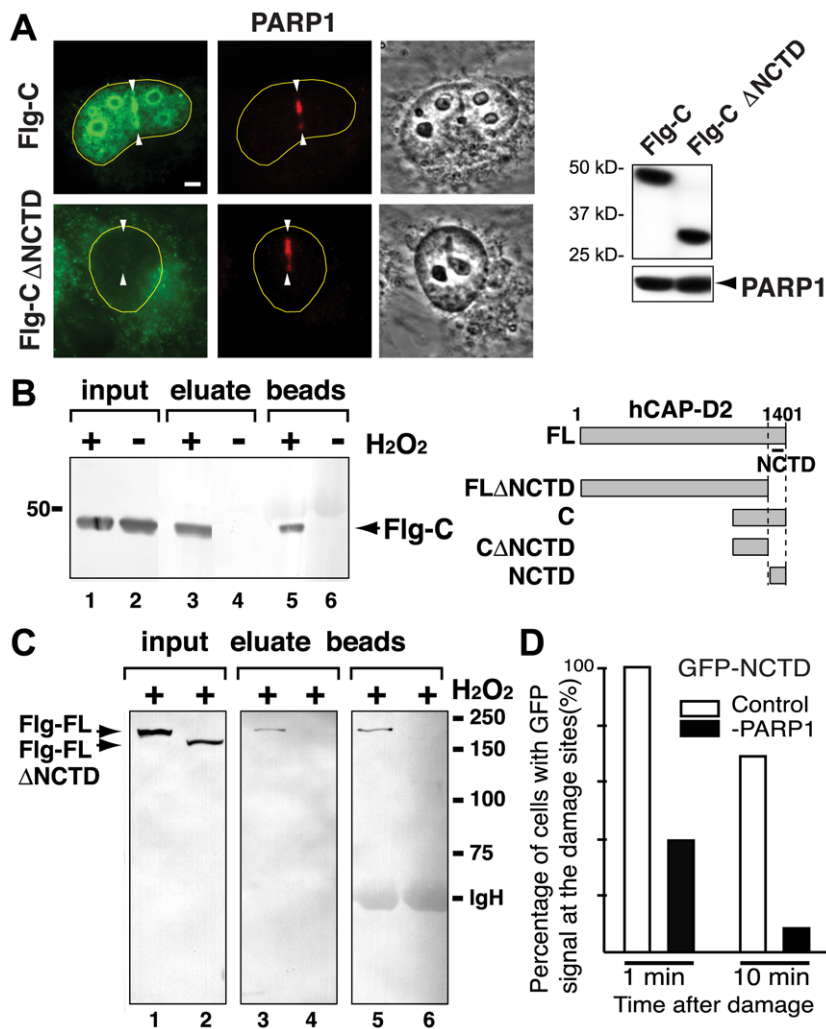 A
PARP1
Flg-C
Flg-C ΔNCTD
Flg-C
Flg-C ΔNCTD
50 kD-
37 kD-
25 kD-
PARP1
B
input eluate beads
+ - + - + - H2O2
50
Flg-C
1 2 3 4 5 6
1 hCAP-D2 1401
FL
NCTD
FLΔNCTD
C
CΔNCTD
NCTD
C
input eluate beads
+ + + + + + H2O2
Flg-FL
Flg-FL
ΔNCTD
250
150
100
75
IgH
1 2 3 4 5 6
D
100
GFP-NCTD
Control
-PARP1
Percentage of cells with GFP
signal at the damage sites(%)
1 min 10 min
Time after damage